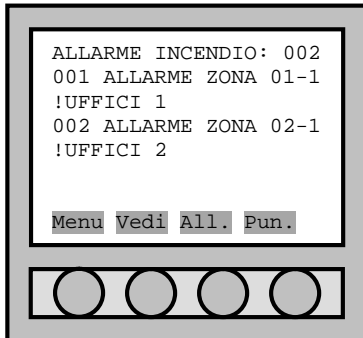 ALLARME INCENDIO: 002
001 ALLARME ZONA 01-1
!UFFICI 1
002 ALLARME ZONA 02-1
!UFFICI 2
Menu Vedi All. Pun.